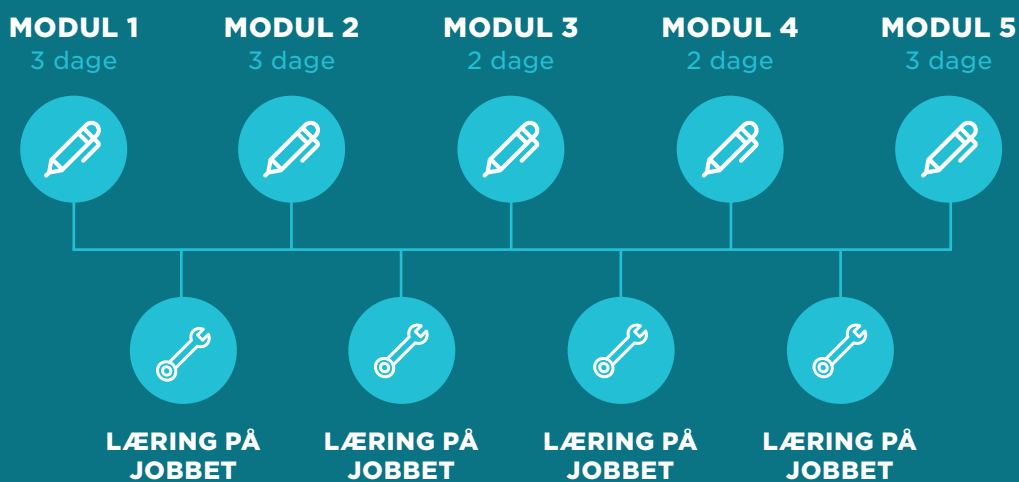 MODUL 1
3 dage
MODUL 2
3 dage
MODUL 3
2 dage
MODUL 4
2 dage
MODUL 5
3 dage
LÆRING PÅ
JOBBET
LÆRING PÅ
JOBBET
LÆRING PÅ
JOBBET
LÆRING PÅ
JOBBET